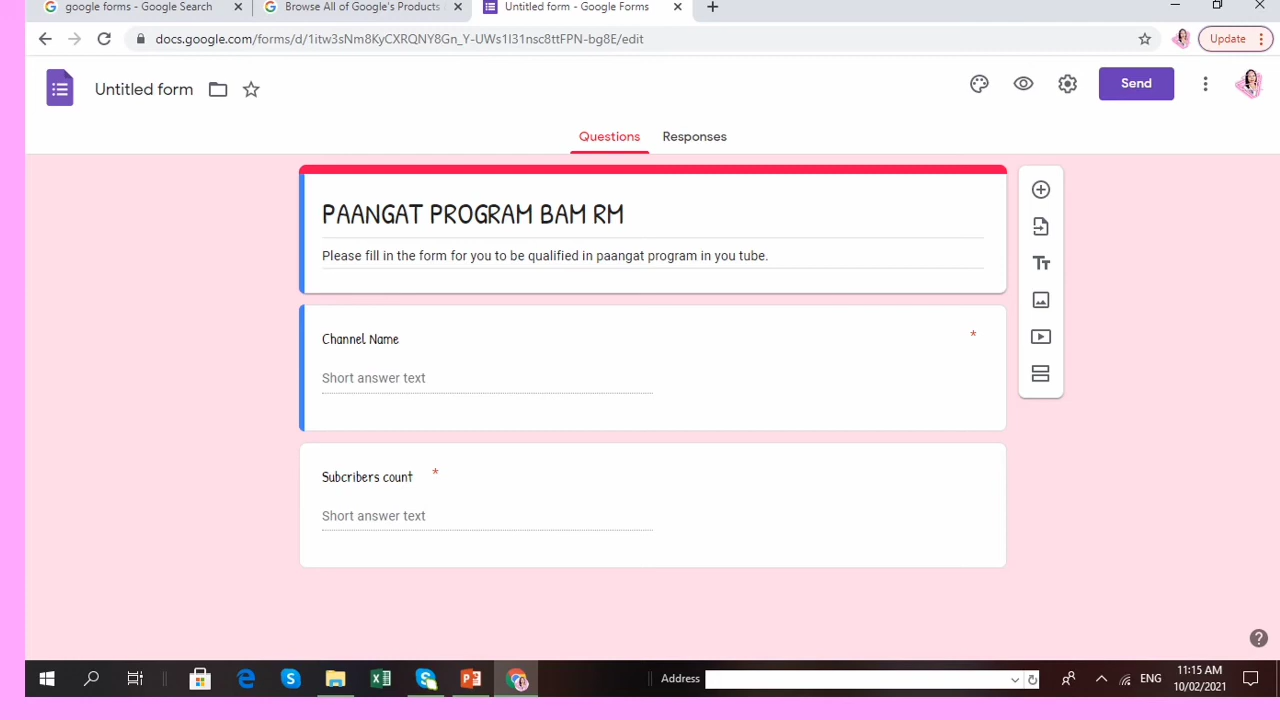 google forms - Google Search
Browse All of Google's Products
Untitled form - Google Forms
docs.google.com/forms/d/1itw3sNm8KyCXRQNY8Gn_Y-UWs1I31nsc8ttFPN-bg8E/edit
Update
Untitled form
Send
Questions
Responses
PAANGAT PROGRAM BAM RM
Please fill in the form for you to be qualified in paangat program in you tube.
Channel Name *
Short answer text
Subcribers count *
Short answer text
Address
ENG
11:15 AM
10/02/2021